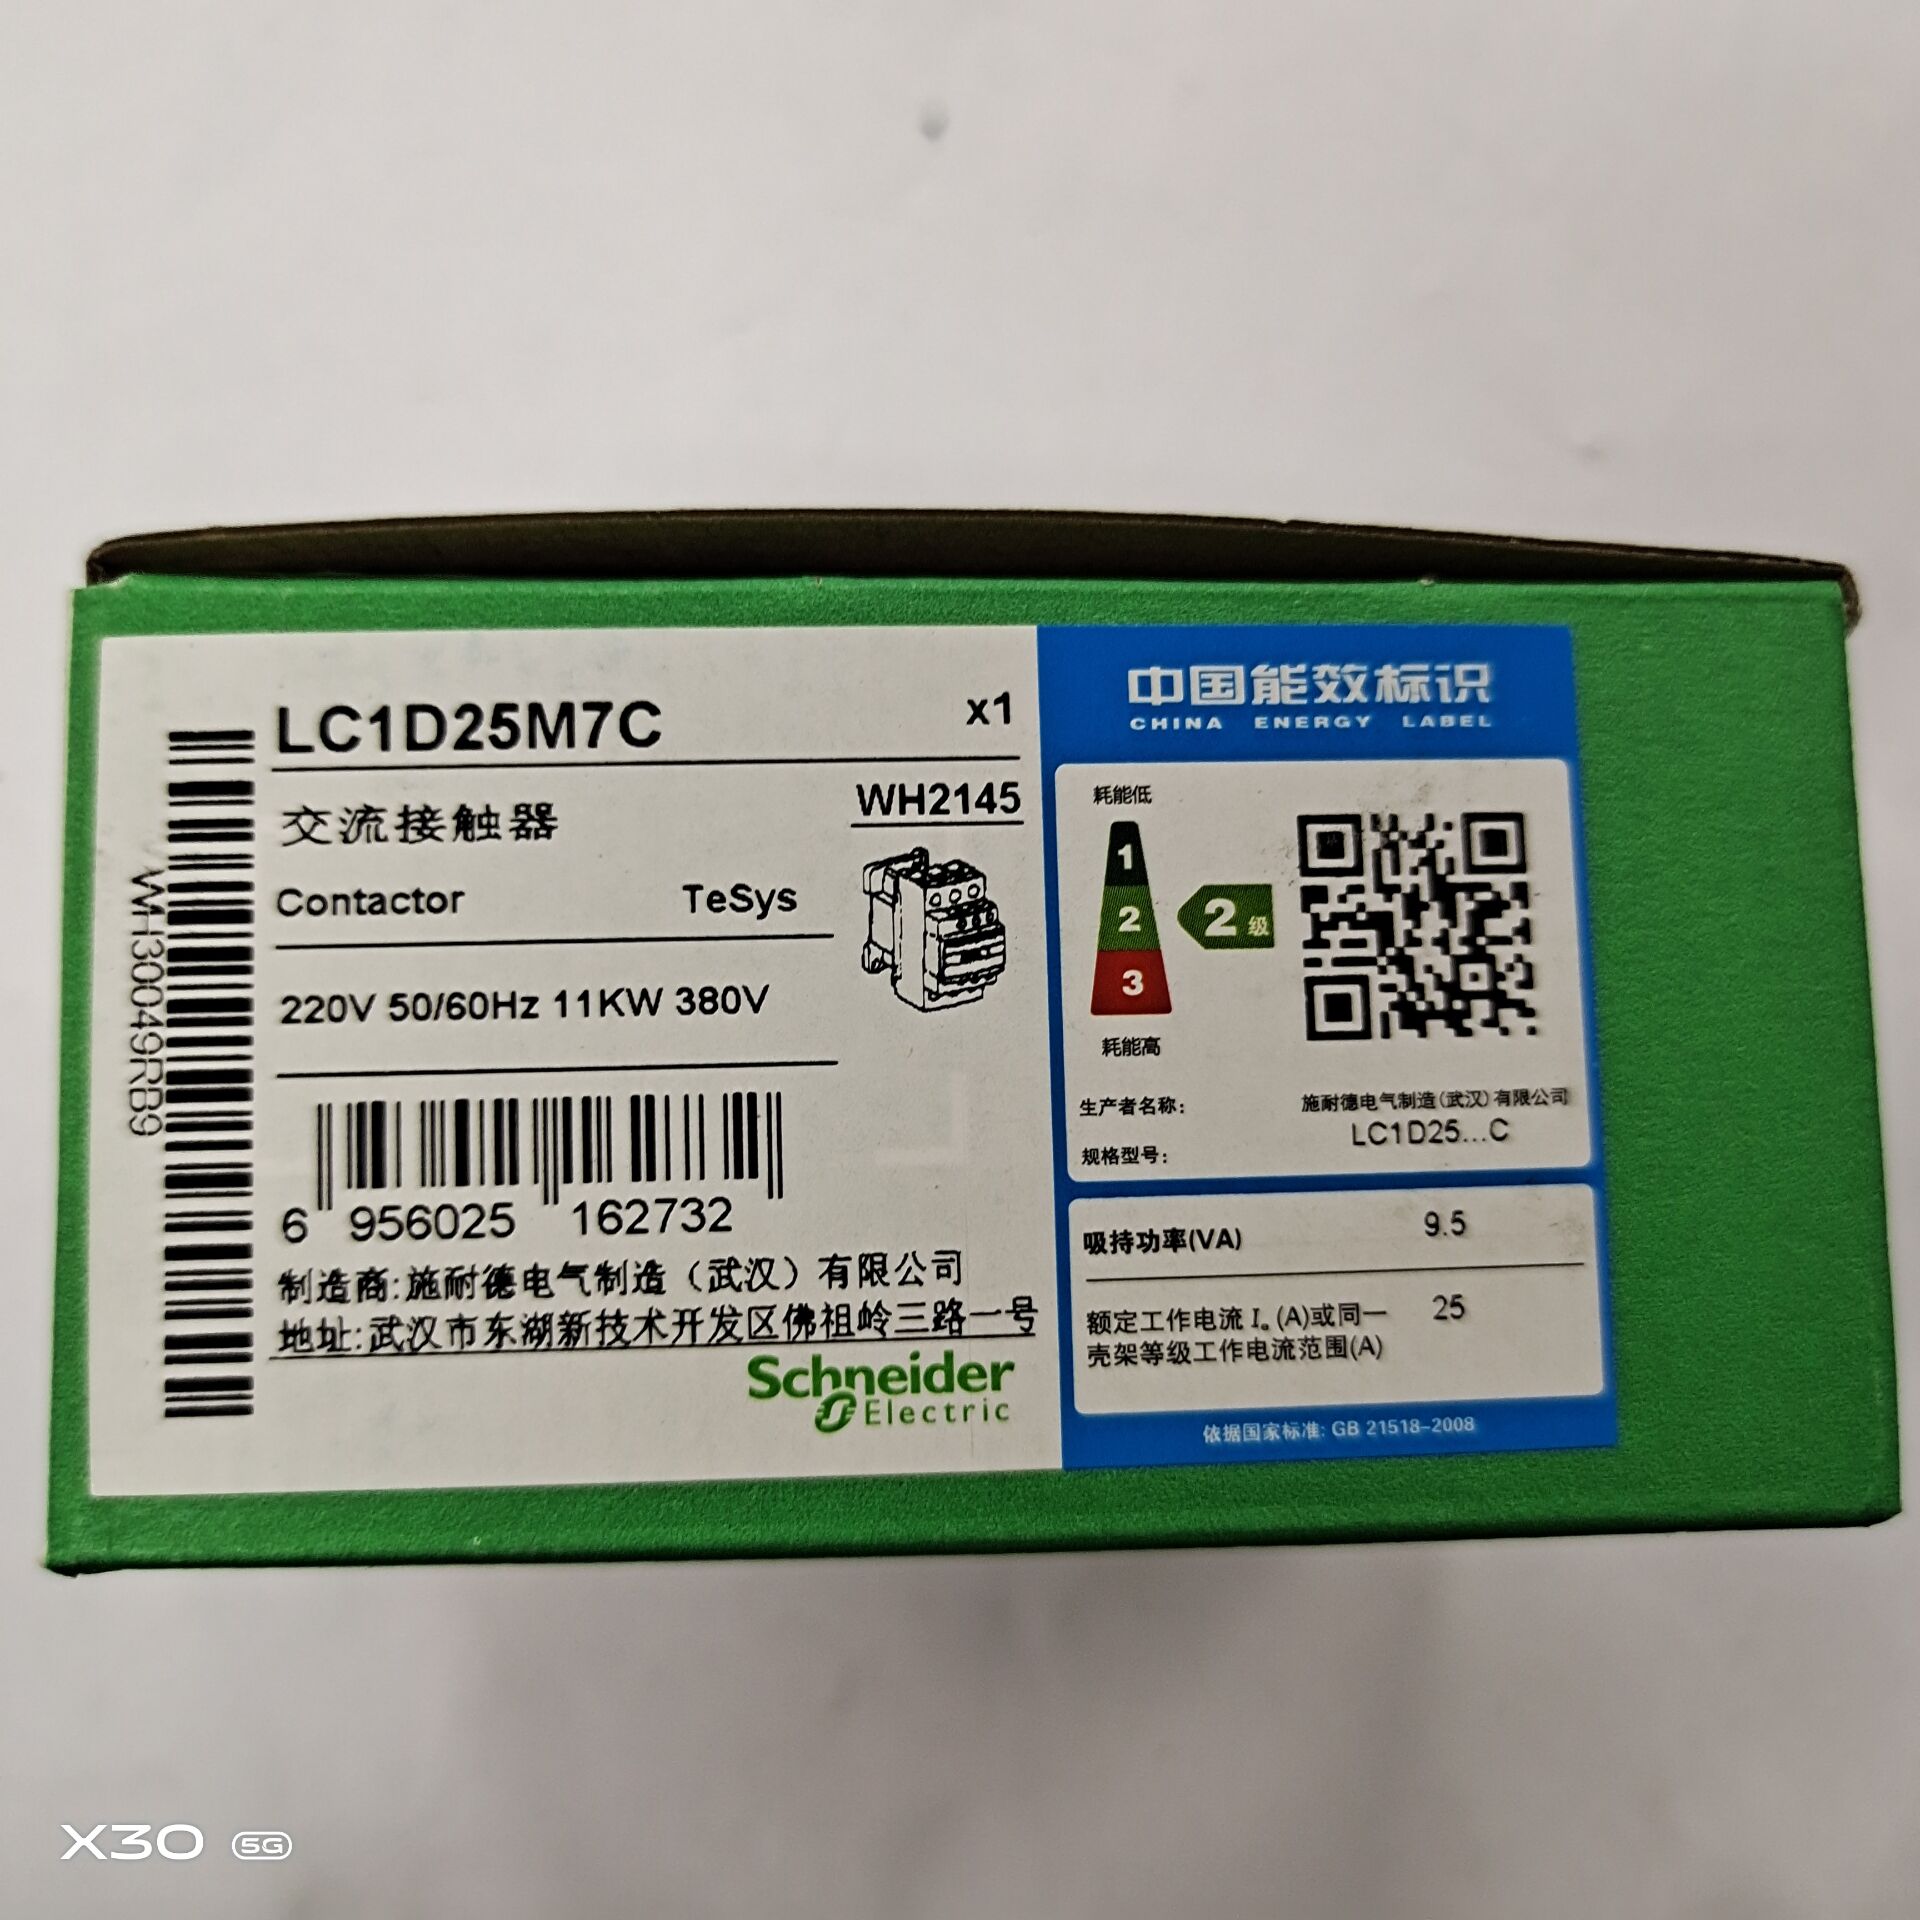 LC1D25M7C
x1
交流接触器
WH2145
Contactor TeSys
220V 50/60Hz 11KW 380V
WH30049RB9
6 956025 162732
制造商:施耐德电气制造（武汉）有限公司
地址:武汉市东湖新技术开发区佛祖岭三路一号
Schneider
Electric
中国能效标识
CHINA ENERGY LABEL
耗能低
1
2
3
2级
耗能高
生产者名称: 施耐德电气制造(武汉)有限公司
规格型号: LC1D25...C
吸持功率(VA) 9.5
额定工作电流 Ie (A)或同一 25
壳架等级工作电流范围(A)
依据国家标准: GB 21518-2008
X30 5G